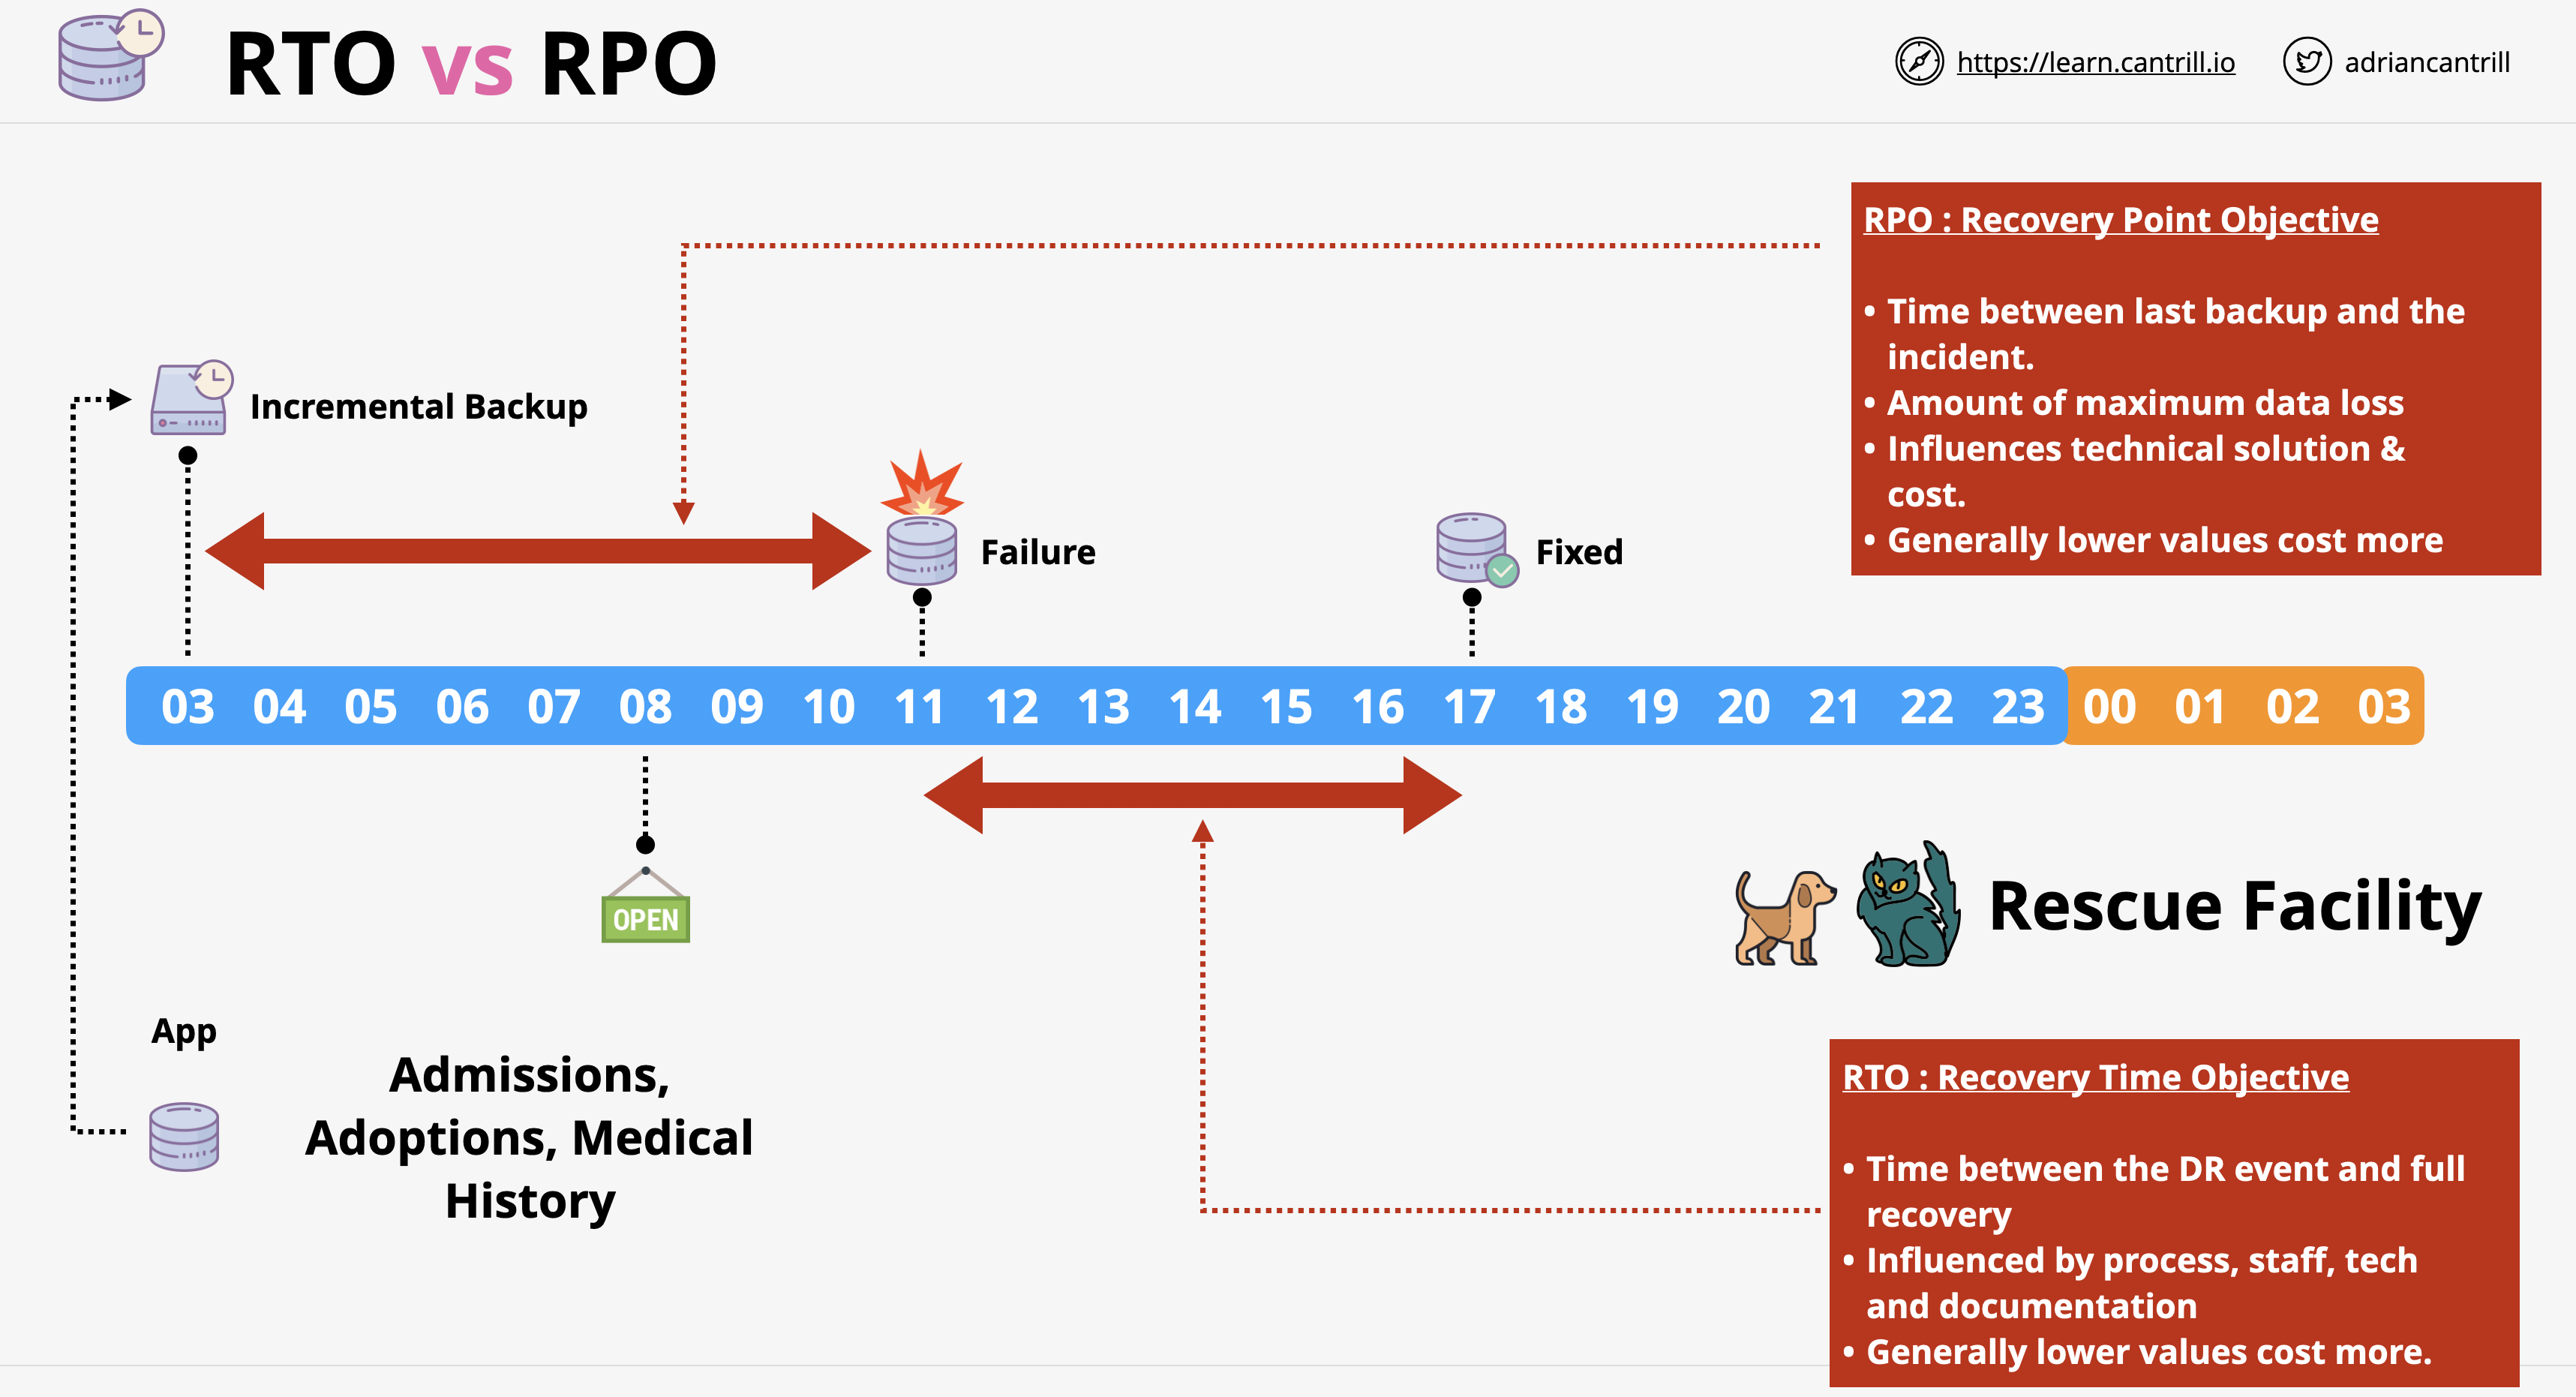 RTO vs RPO
https://learn.cantrill.io
adriancantrill
RPO : Recovery Point Objective
• Time between last backup and the
incident.
• Amount of maximum data loss
• Influences technical solution &
cost.
• Generally lower values cost more
Incremental Backup
Failure
Fixed
03 04 05 06 07 08 09 10 11 12 13 14 15 16 17 18 19 20 21 22 23 00 01 02 03
OPEN
Rescue Facility
App
Admissions,
Adoptions, Medical
History
RTO : Recovery Time Objective
• Time between the DR event and full
recovery
• Influenced by process, staff, tech
and documentation
• Generally lower values cost more.